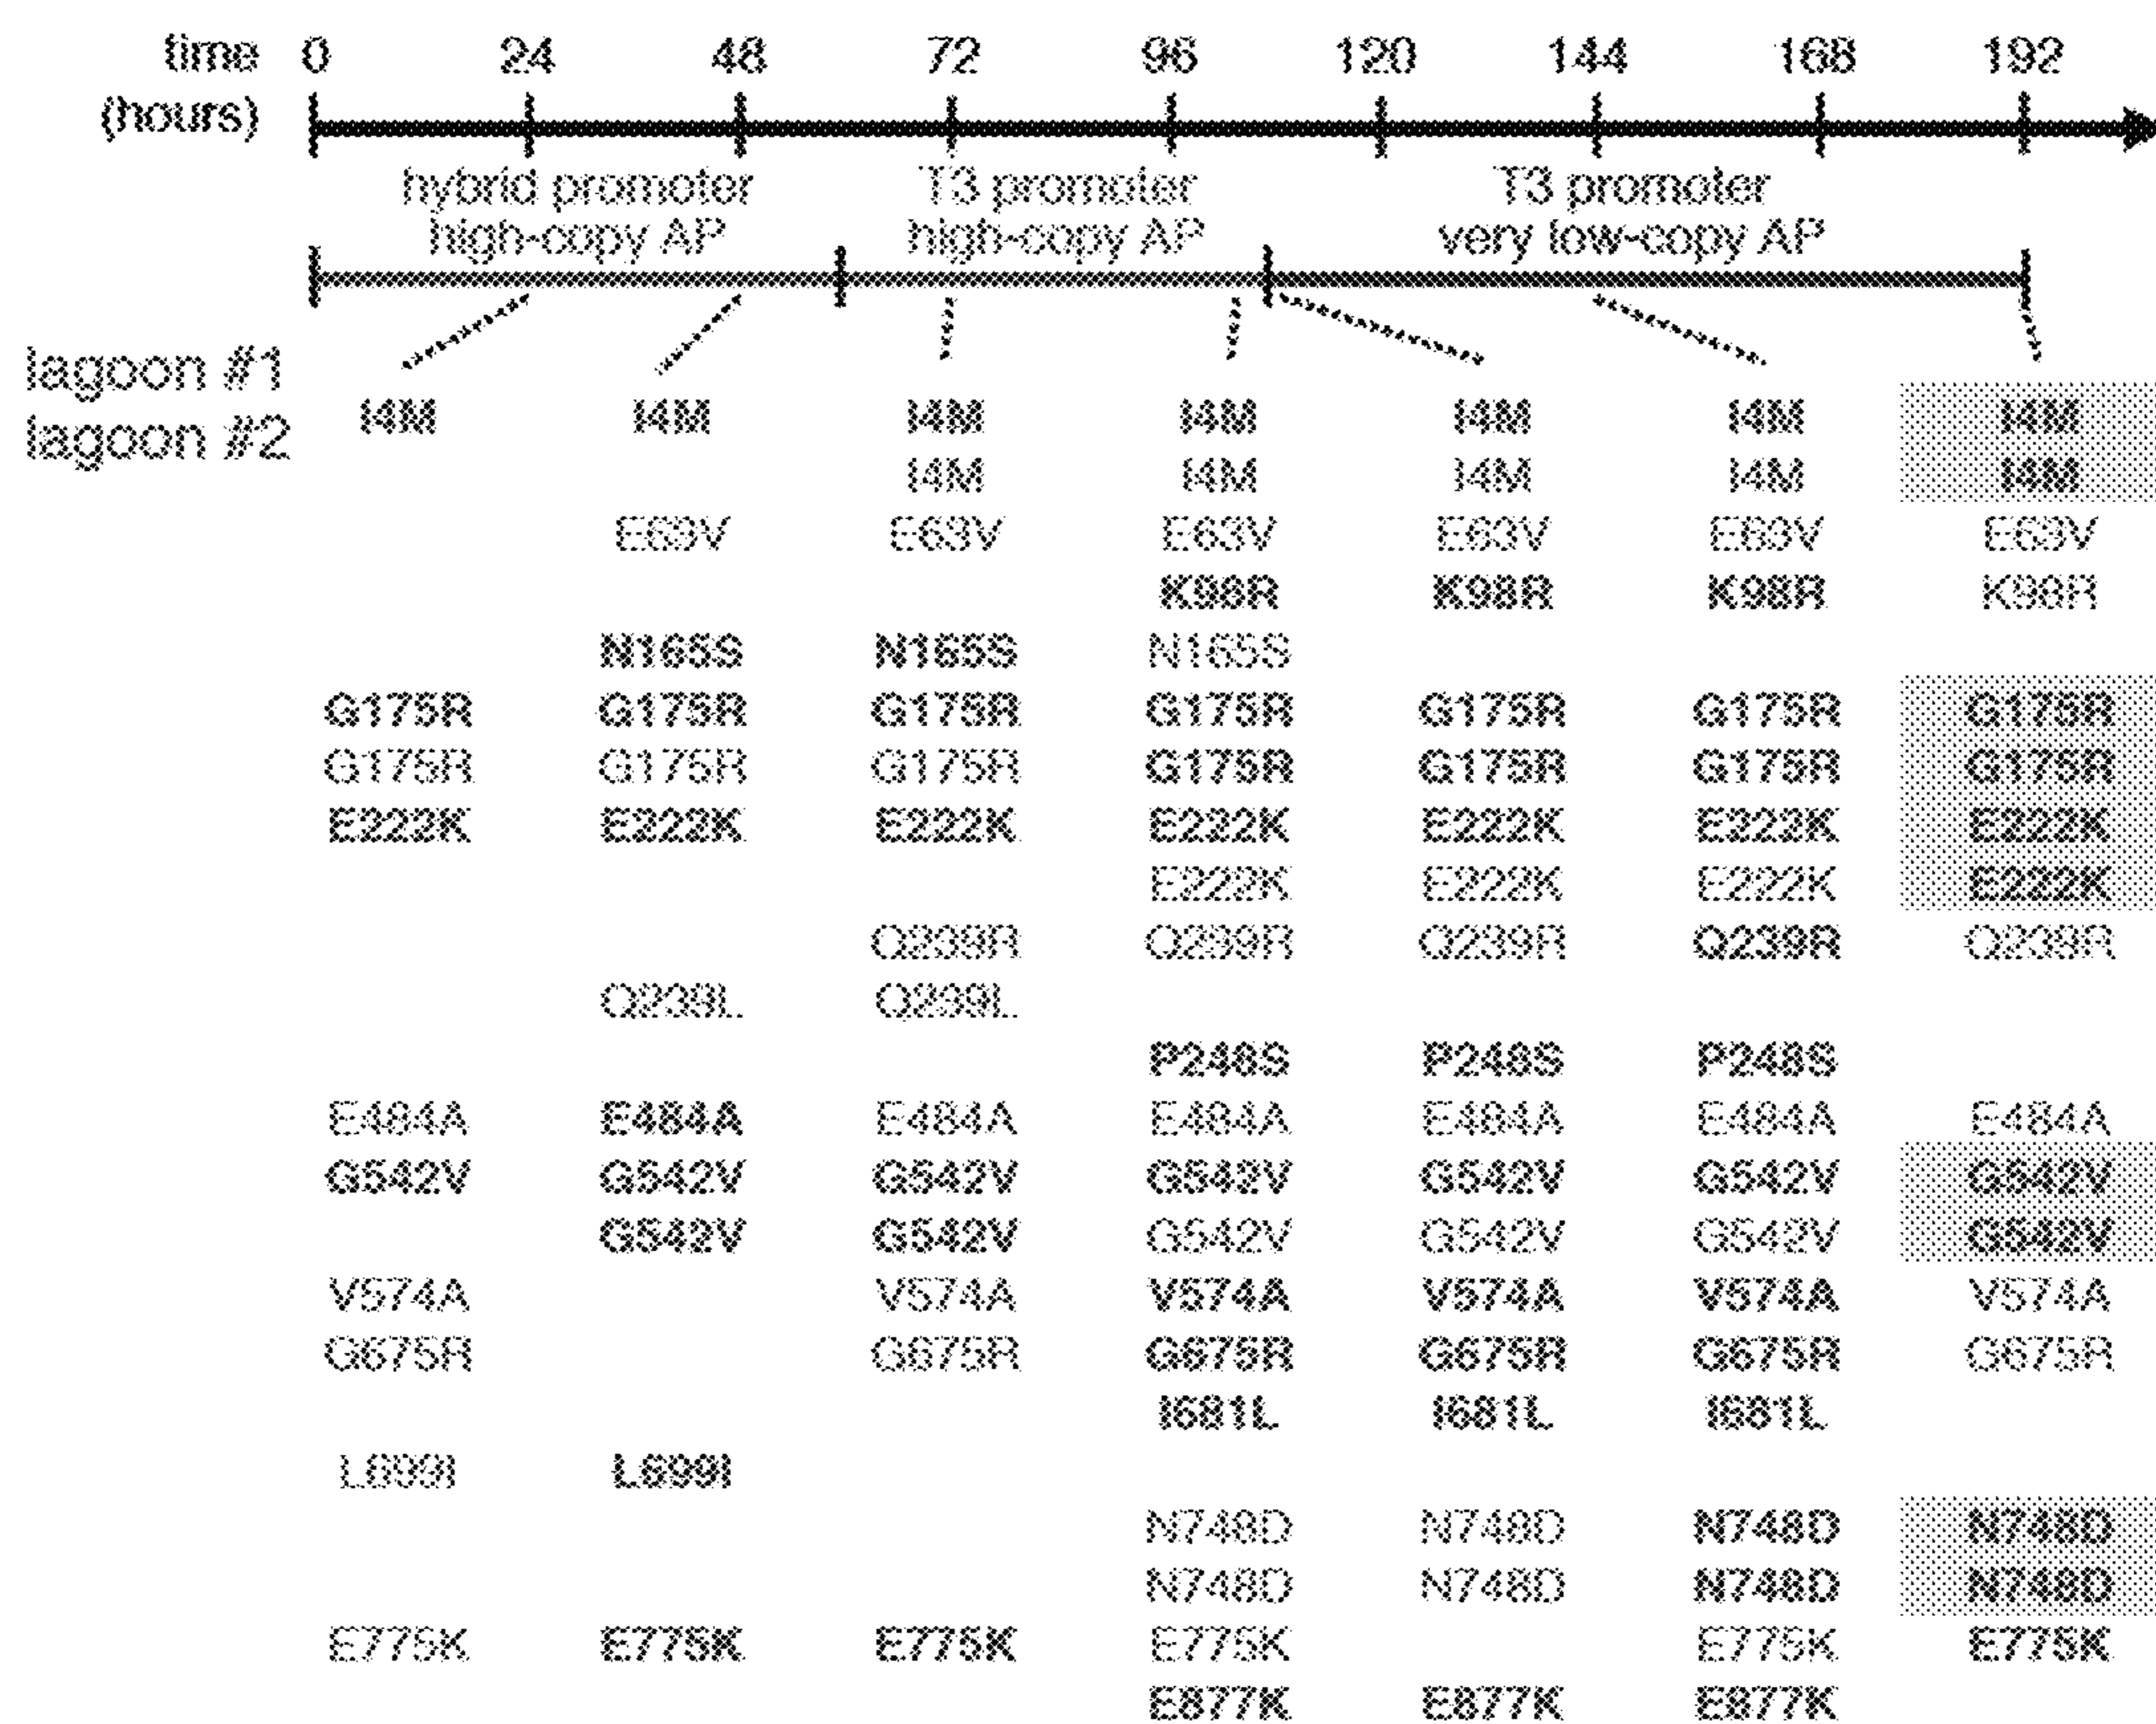 time 0 24 48 72 96 120 144 168 192
(hours)
hybrid promoter T3 promoter T3 promoter
high-copy AP high-copy AP very low-copy AP
lagoon #1
lagoon #2
I4M I4M I4M I4M I4M I4M I4M
I4M I4M I4M I4M I4M
E63V E63V E63V E63V E63V E63V
K98R K98R K98R K98R
N165S N165S N165S
G175R G175R G175R G175R G175R G175R G175R
G175R G175R G175R G175R G175R G175R G175R
E222K E222K E222K E222K E222K E222K E222K
E222K E222K E222K E222K
Q239R Q239R Q239R Q239R Q239R
Q239L Q239L
P248S P248S P248S
E484A E484A E484A E484A E484A E484A E484A
G542V G542V G542V G542V G542V G542V G542V
G542V G542V G542V G542V G542V G542V
V574A V574A V574A V574A V574A V574A
G675R G675R G675R G675R G675R G675R
I681L I681L I681L
L699I L699I
N748D N748D N748D N748D
N748D N748D N748D N748D
E775K E775K E775K E775K E775K E775K
E877K E877K E877K